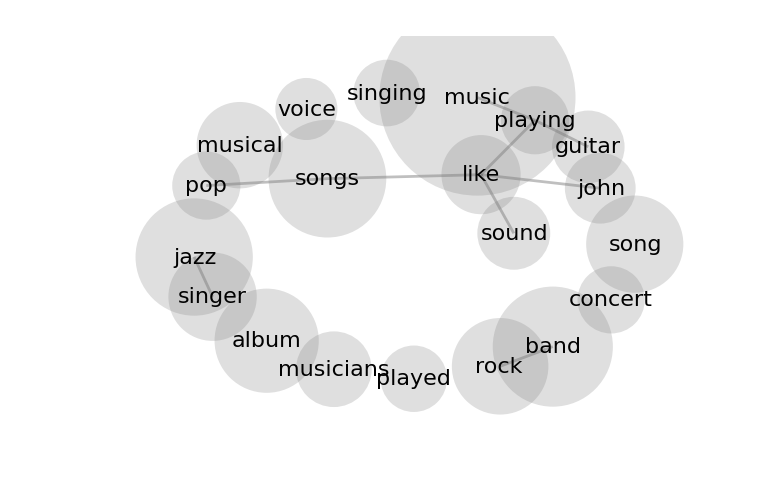 singing
music
voice
playing
musical
guitar
like
songs
pop
john
sound
song
jazz
singer
concert
album
band
rock
musicians
played